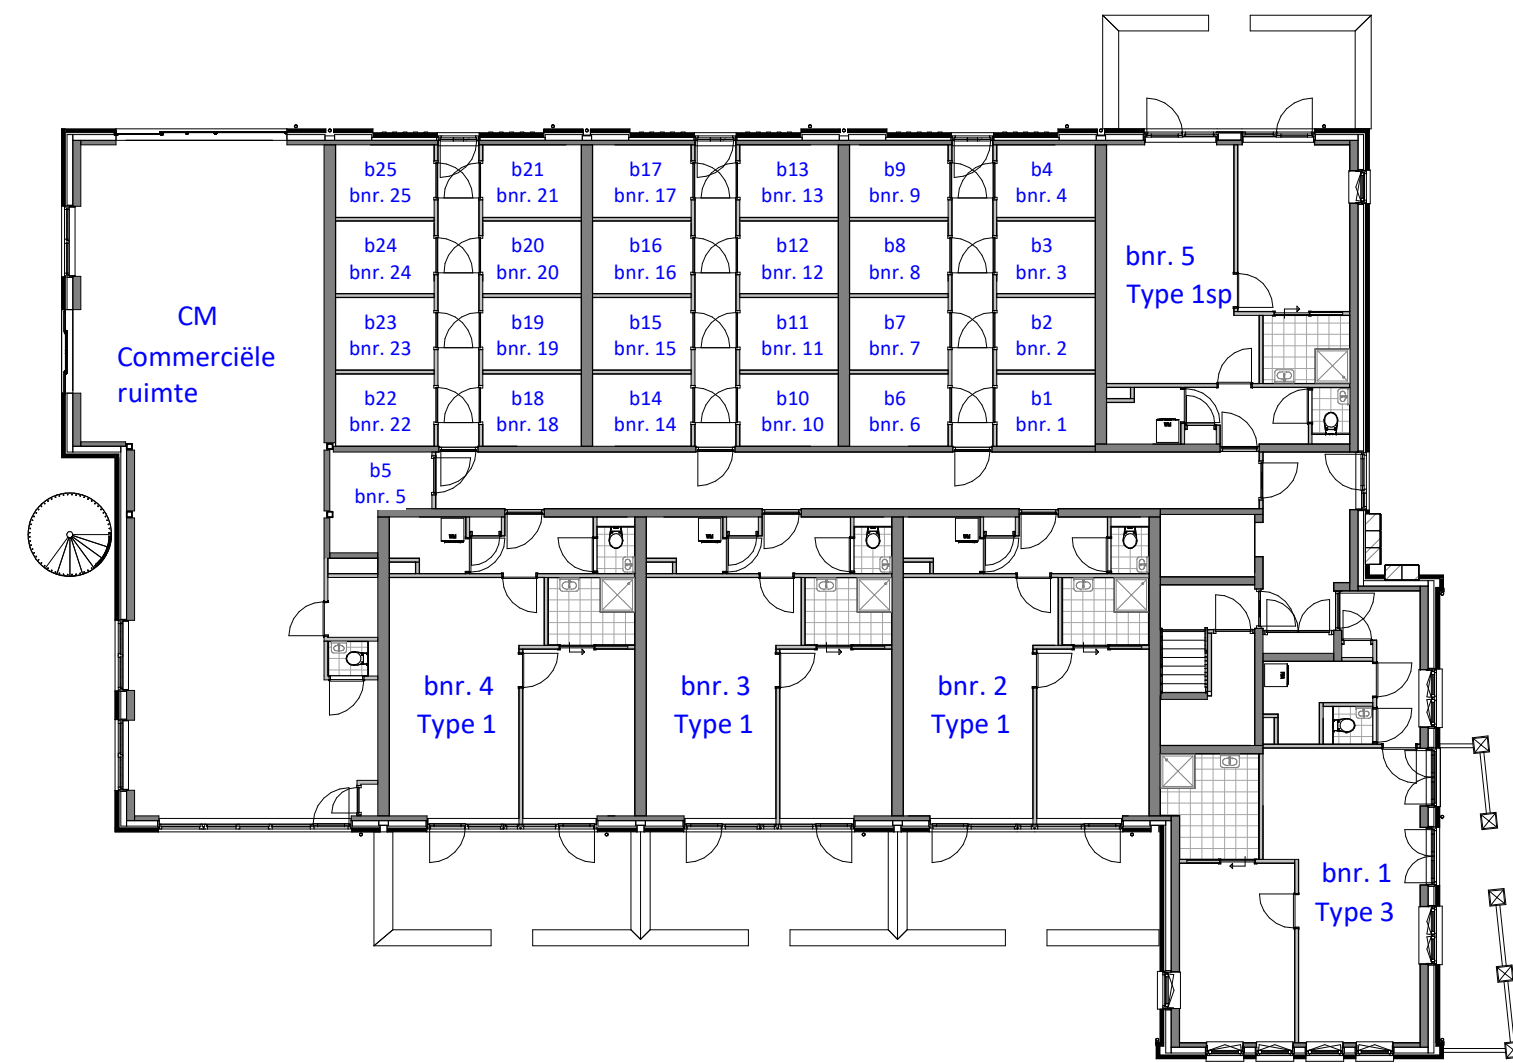 b25
bnr. 25
b21
bnr. 21
b17
bnr. 17
b13
bnr. 13
b9
bnr. 9
b4
bnr. 4
b24
bnr. 24
b20
bnr. 20
b16
bnr. 16
b12
bnr. 12
b8
bnr. 8
b3
bnr. 3
bnr. 5
Type 1sp
CM
Commerciële
ruimte
b23
bnr. 23
b19
bnr. 19
b15
bnr. 15
b11
bnr. 11
b7
bnr. 7
b2
bnr. 2
b22
bnr. 22
b18
bnr. 18
b14
bnr. 14
b10
bnr. 10
b6
bnr. 6
b1
bnr. 1
b5
bnr. 5
bnr. 4
Type 1
bnr. 3
Type 1
bnr. 2
Type 1
bnr. 1
Type 3